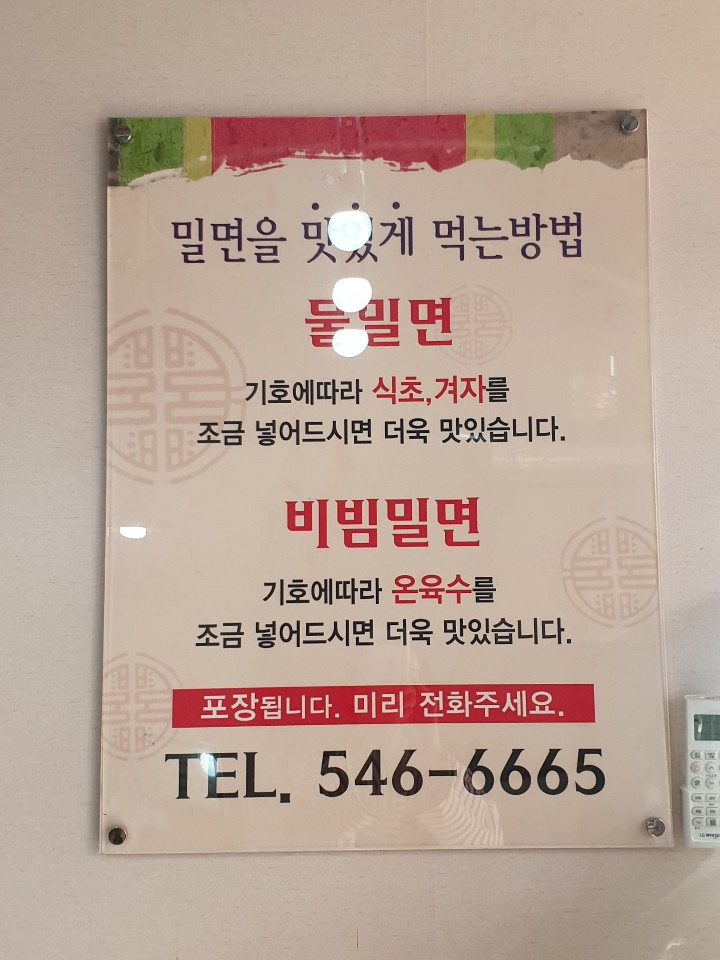 밀면을 맛있게 먹는방법
물밀면
기호에따라 식초,겨자를
조금 넣어드시면 더욱 맛있습니다.
비빔밀면
기호에따라 온육수를
조금 넣어드시면 더욱 맛있습니다.
포장됩니다. 미리 전화주세요.
TEL. 546-6665
LG